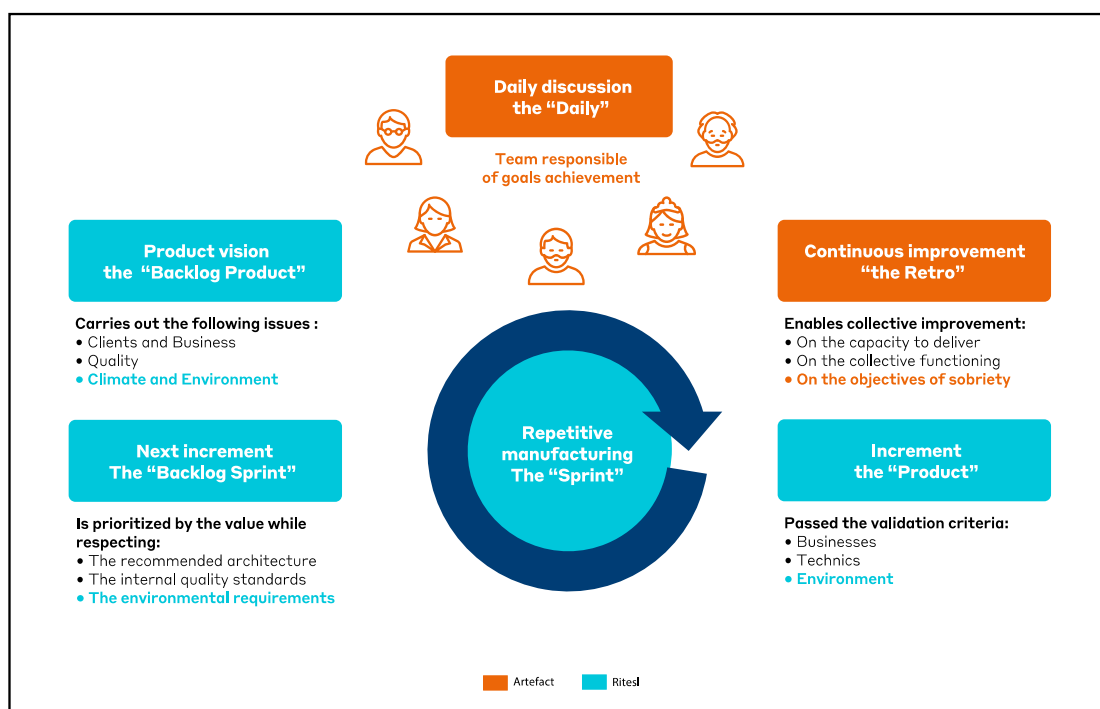 Daily discussion
the “Daily”
Team responsible
of goals achievement
Product vision
the “Backlog Product”
Carries out the following issues :
• Clients and Business
• Quality
• Climate and Environment
Next increment
The “Backlog Sprint”
Is prioritized by the value while
respecting:
• The recommended architecture
• The internal quality standards
• The environmental requirements
Repetitive
manufacturing
The “Sprint”
Continuous improvement
“the Retro”
Enables collective improvement:
• On the capacity to deliver
• On the collective functioning
• On the objectives of sobriety
Increment
the “Product”
Passed the validation criteria:
• Businesses
• Technics
• Environment
Artefact
Ritesl